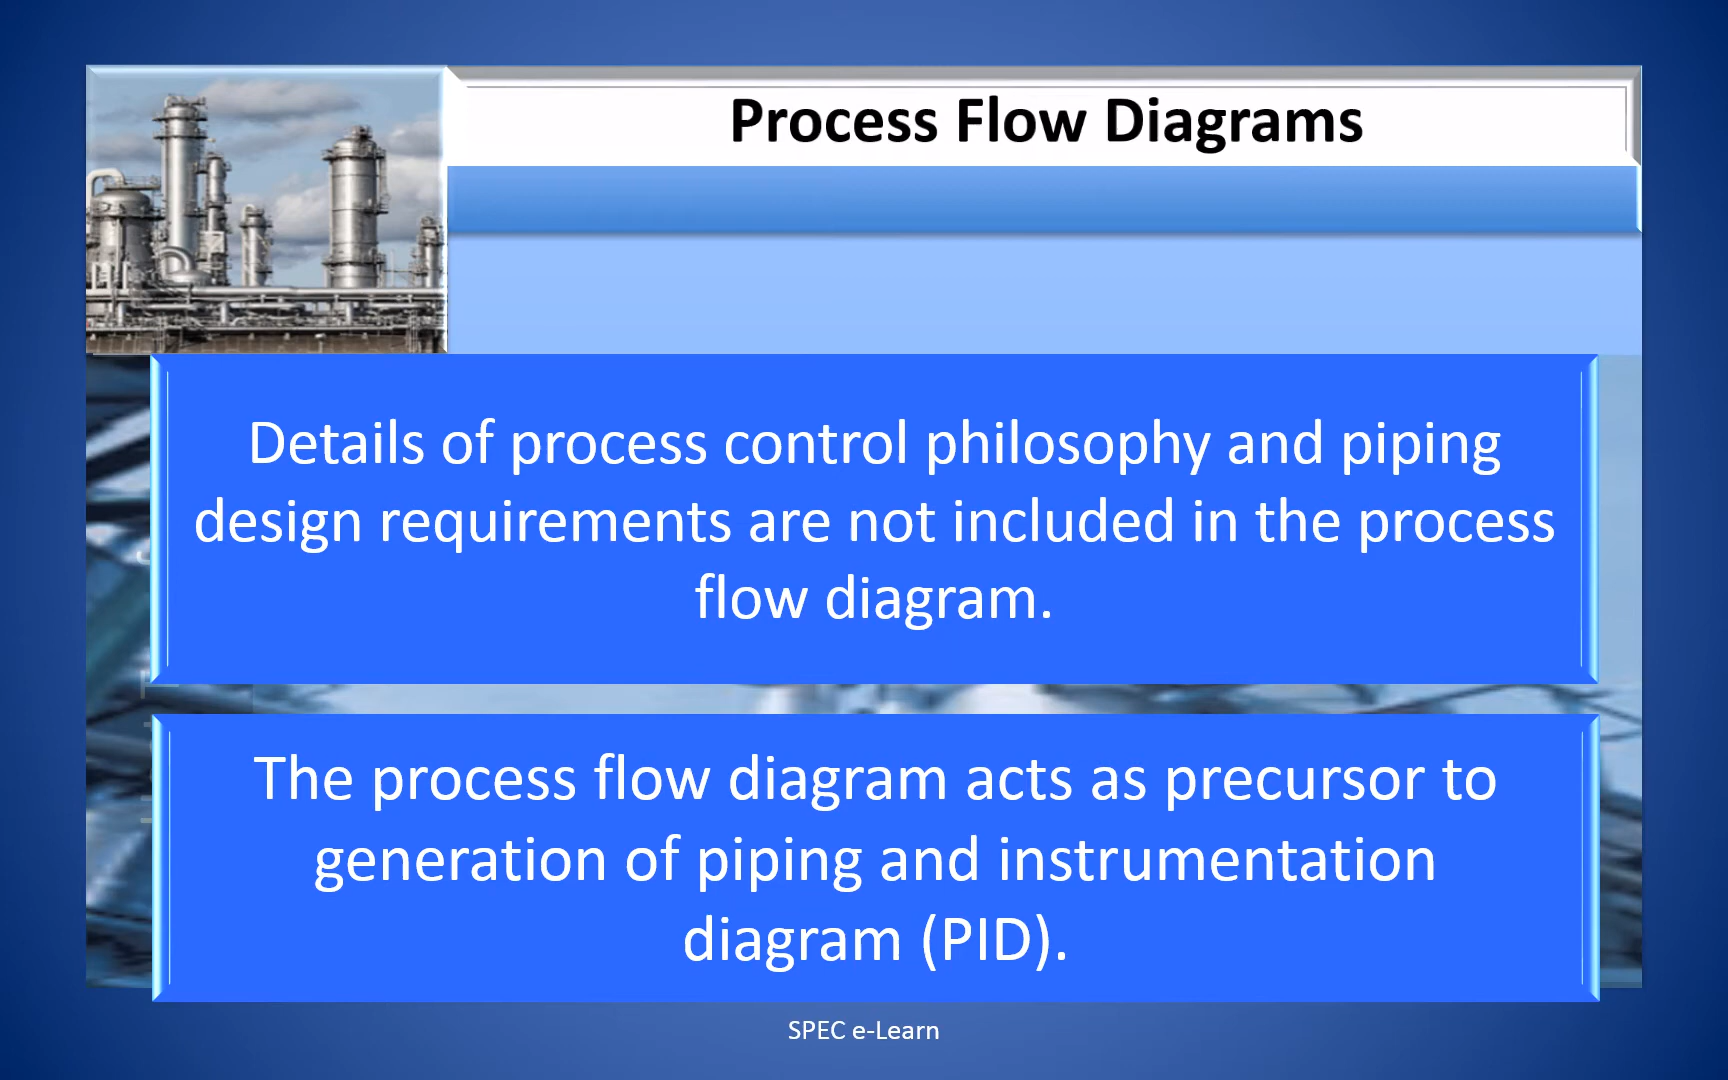 Process Flow Diagrams
Details of process control philosophy and piping
design requirements are not included in the process
flow diagram.
The process flow diagram acts as precursor to
generation of piping and instrumentation
diagram (PID).
SPEC e-Learn